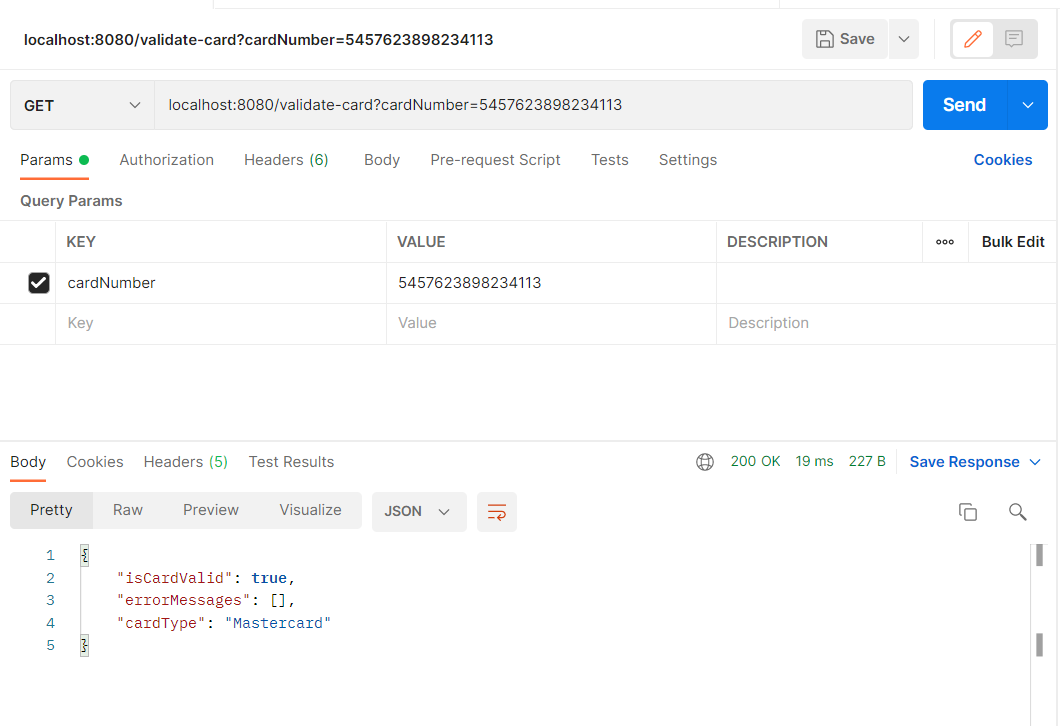 localhost:8080/validate-card?cardNumber=5457623898234113 Save
GET localhost:8080/validate-card?cardNumber=5457623898234113 Send
Params Authorization Headers (6) Body Pre-request Script Tests Settings Cookies
Query Params
KEY VALUE DESCRIPTION ooo Bulk Edit
cardNumber 5457623898234113
Key Value Description
Body Cookies Headers (5) Test Results 200 OK 19 ms 227 B Save Response
Pretty Raw Preview Visualize JSON
1 {
2 "isCardValid": true,
3 "errorMessages": [],
4 "cardType": "Mastercard"
5 }